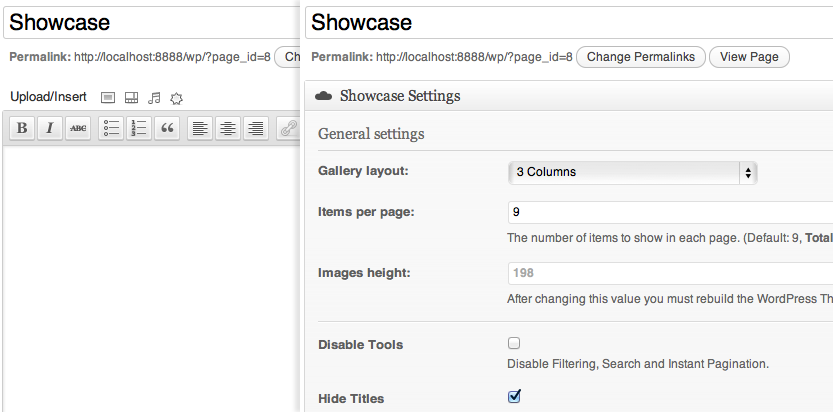 Showcase
Permalink: http://localhost:8888/wp/?page_id=8 Ch
Upload/Insert
B I ABC 1 2 3 “
Showcase
Permalink: http://localhost:8888/wp/?page_id=8 Change Permalinks View Page
Showcase Settings
General settings
Gallery layout: 3 Columns
Items per page: 9
The number of items to show in each page. (Default: 9, Total
Images height: 198
After changing this value you must rebuild the WordPress Th
Disable Tools
Disable Filtering, Search and Instant Pagination.
Hide Titles